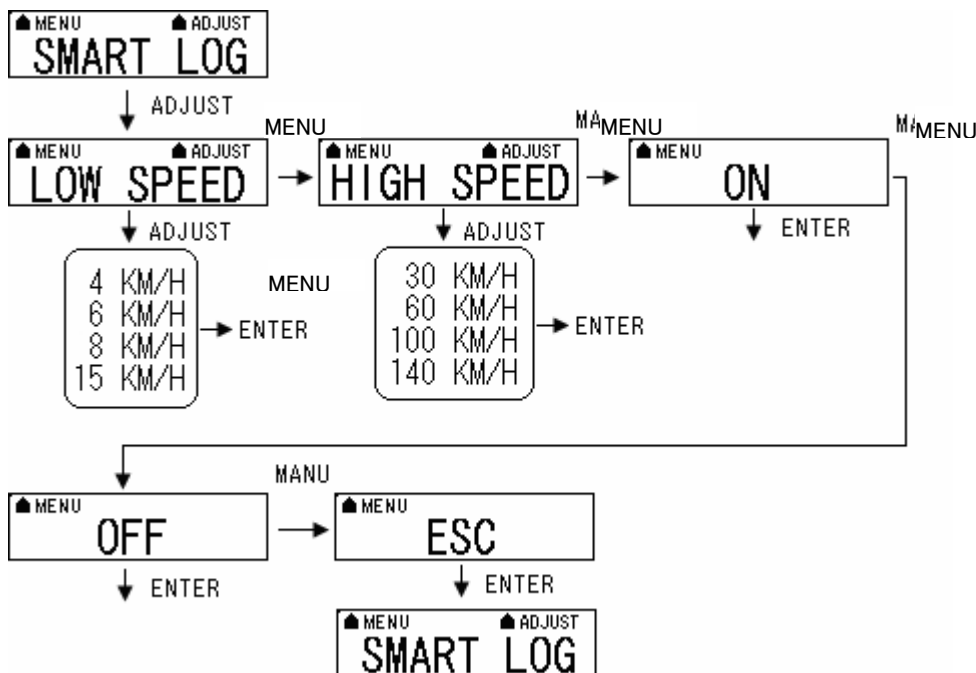 MENU ADJUST
SMART LOG
ADJUST
MENU
MAMENU
MAMENU
MENU ADJUST
LOW SPEED
MENU ADJUST
HIGH SPEED
MENU
ON
ADJUST
ADJUST
ENTER
4 KM/H
6 KM/H
8 KM/H
15 KM/H
MENU
ENTER
30 KM/H
60 KM/H
100 KM/H
140 KM/H
ENTER
MANU
MENU
OFF
MENU
ESC
ENTER
ENTER
MENU ADJUST
SMART LOG